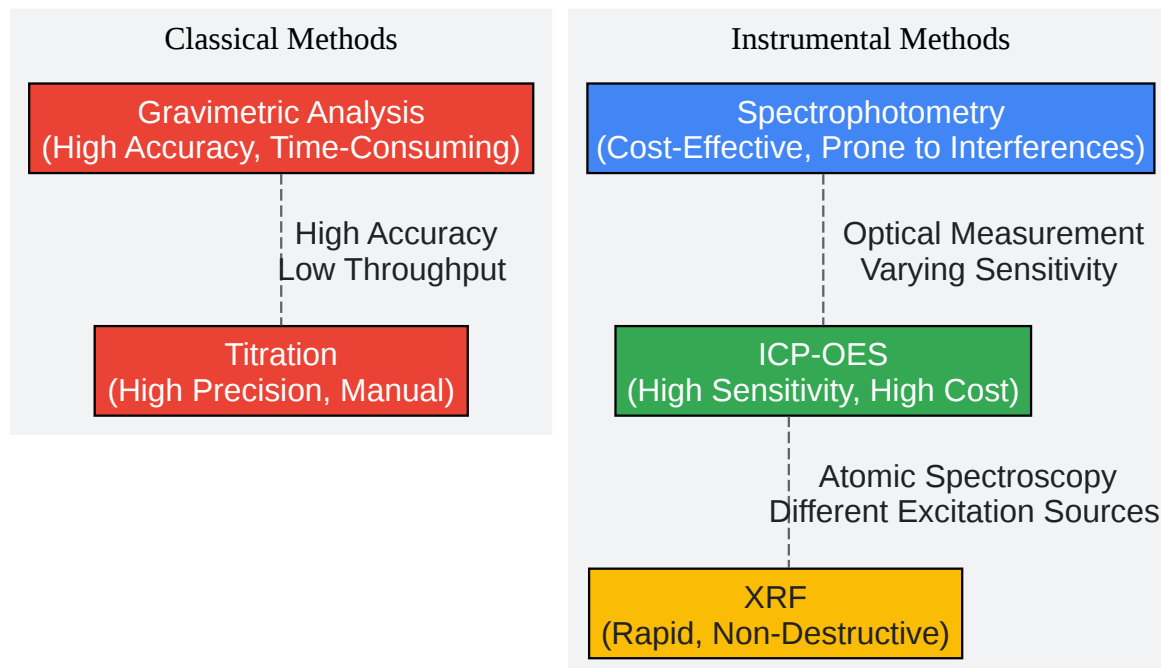 Classical Methods
Gravimetric Analysis
(High Accuracy, Time-Consuming)
High Accuracy
Low Throughput
Titration
(High Precision, Manual)
Instrumental Methods
Spectrophotometry
(Cost-Effective, Prone to Interferences)
Optical Measurement
Varying Sensitivity
ICP-OES
(High Sensitivity, High Cost)
Atomic Spectroscopy
Different Excitation Sources
XRF
(Rapid, Non-Destructive)